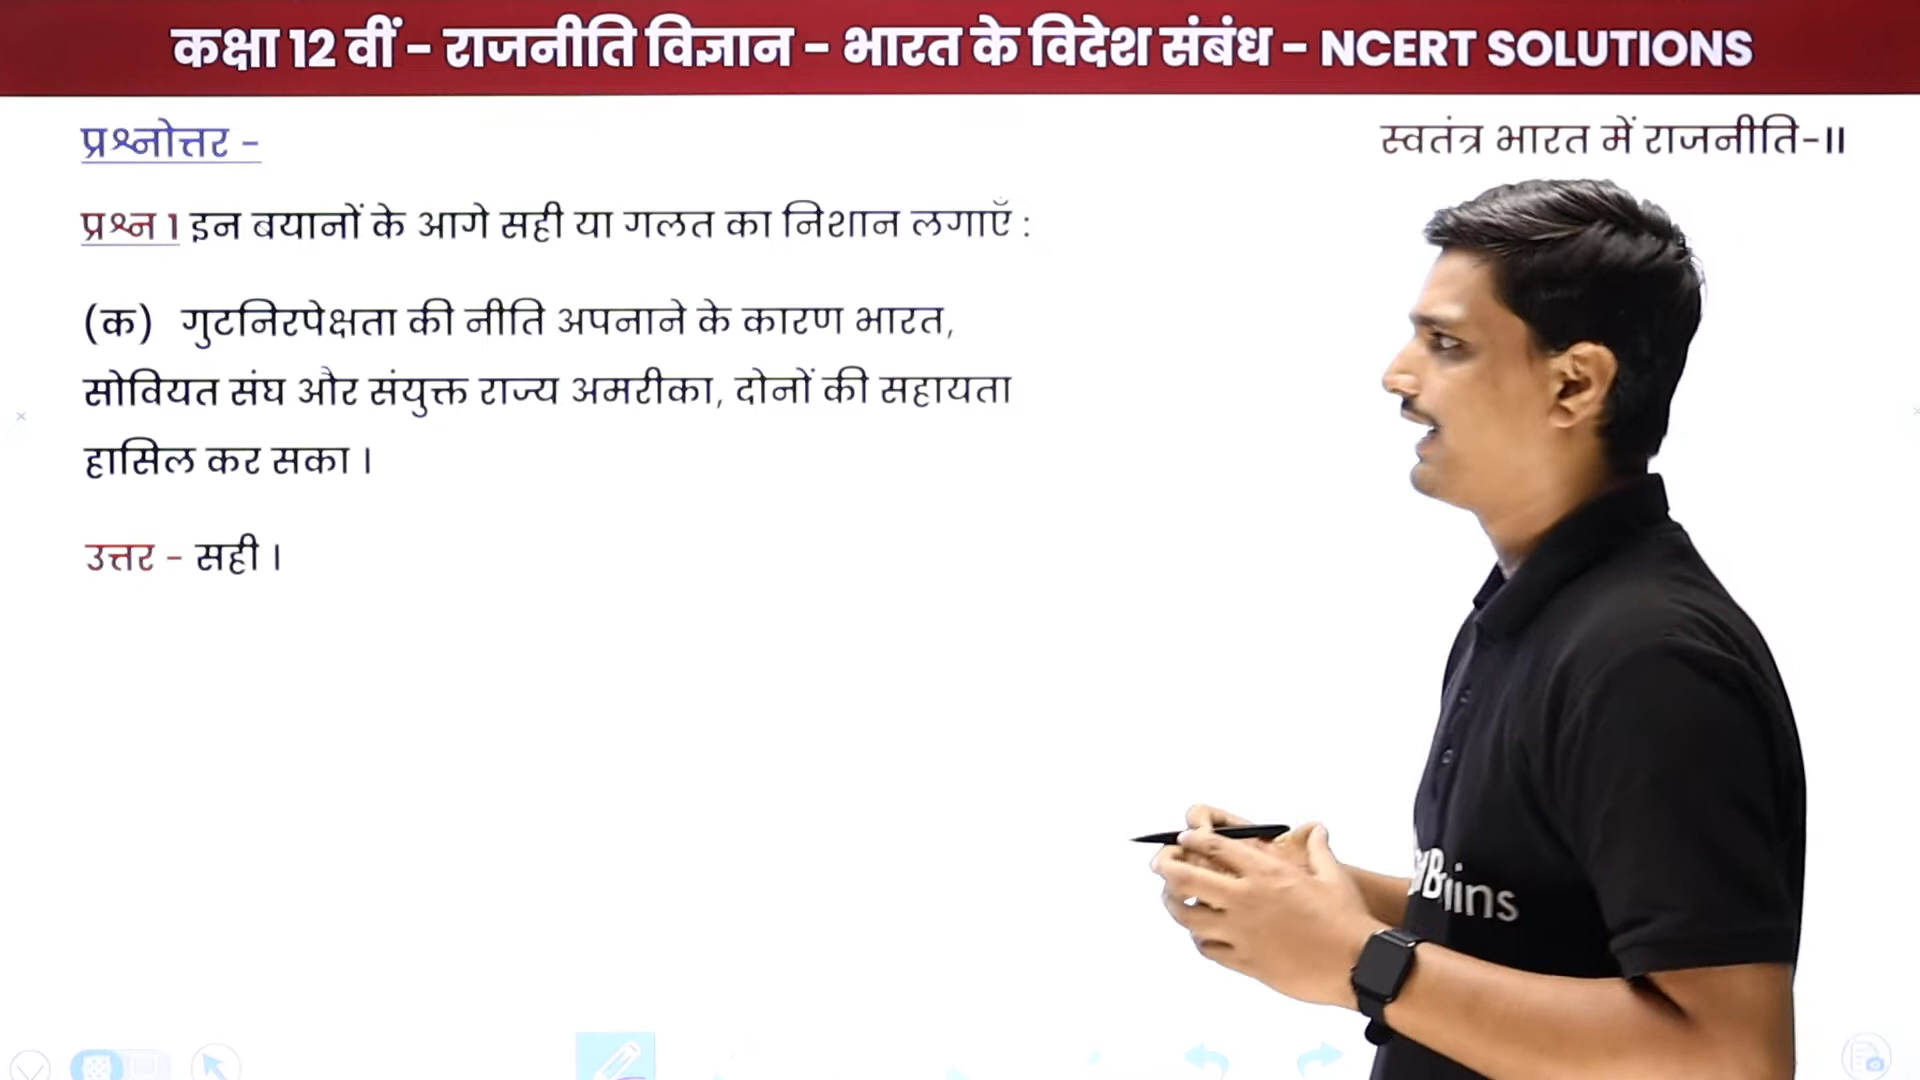 कक्षा 12 वीं - राजनीति विज्ञान - भारत के विदेश संबंध - NCERT SOLUTIONS
प्रश्नोत्तर -
स्वतंत्र भारत में राजनीति-II
प्रश्न 1 इन बयानों के आगे सही या गलत का निशान लगाएँ :
(क) गुटनिरपेक्षता की नीति अपनाने के कारण भारत,
सोवियत संघ और संयुक्त राज्य अमरीका, दोनों की सहायता
हासिल कर सका ।
उत्तर - सही ।